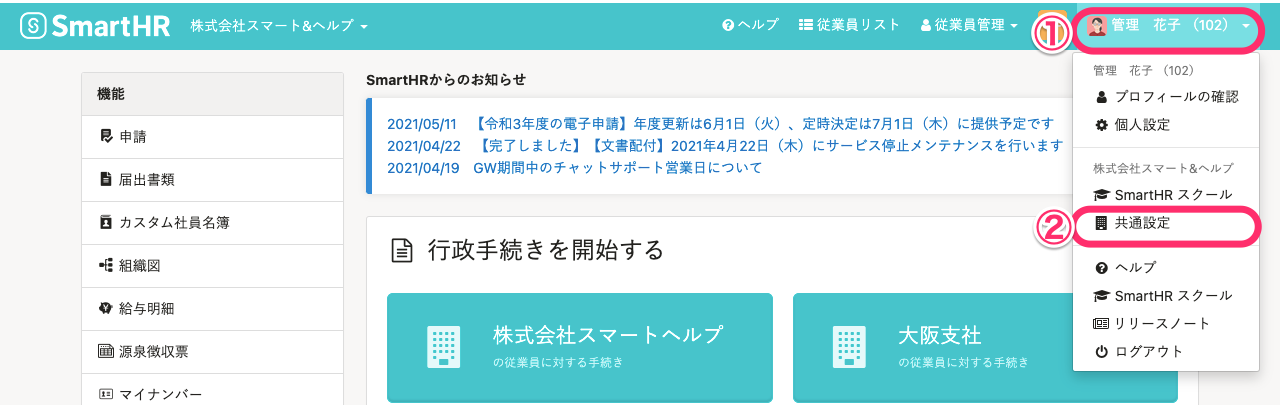 SmartHR 株式会社スマート&ヘルプ ヘルプ 従業員リスト 従業員管理 ① 管理 花子 (102)
機能
申請
届出書類
カスタム社員名簿
組織図
給与明細
源泉徴収票
マイナンバー
SmartHRからのお知らせ
2021/05/11 【令和3年度の電子申請】年度更新は6月1日（火）、定時決定は7月1日（木）に提供予定です
2021/04/22 【完了しました】【文書配付】2021年4月22日（木）にサービス停止メンテナンスを行います
2021/04/19 GW期間中のチャットサポート営業日について
行政手続きを開始する
株式会社スマートヘルプ
の従業員に対する手続き
大阪支社
の従業員に対する手続き
管理 花子 (102)
プロフィールの確認
個人設定
株式会社スマート&ヘルプ
SmartHR スクール
② 共通設定
ヘルプ
SmartHR スクール
リリースノート
ログアウト